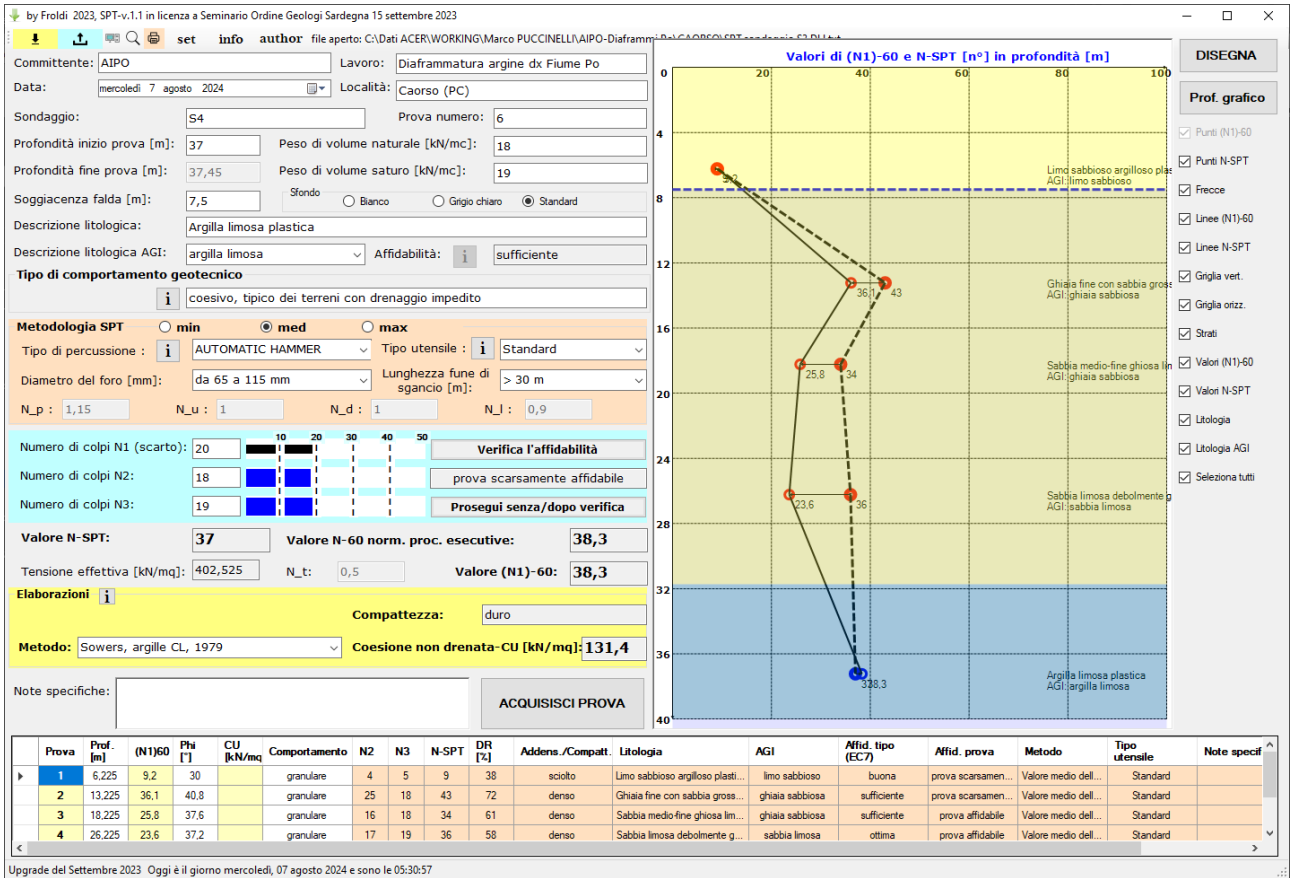 by Froldi 2023, SPT-v.1.1 in licenza a Seminario Ordine Geologi Sardegna 15 settembre 2023
set info author file aperto: C:\Dati ACER\WORKING\Marco PUCCINELLI\AIPO-Diaframmi
Committente: AIPO Lavoro: Diaframmatura argine dx Fiume Po
Data: mercoledì 7 agosto 2024 Località: Caorso (PC)
Sondaggio: S4 Prova numero: 6
Profondità inizio prova [m]: 37 Peso di volume naturale [kN/mc]: 18
Profondità fine prova [m]: 37,45 Peso di volume saturo [kN/mc]: 19
Soggiacenza falda [m]: 7,5 Sfondo Bianco Grigio chiaro Standard
Descrizione litologica: Argilla limosa plastica
Descrizione litologica AGI: argilla limosa Affidabilità: i sufficiente
Tipo di comportamento geotecnico
i coesivo, tipico dei terreni con drenaggio impedito
Metodologia SPT min med max
Tipo di percussione : i AUTOMATIC HAMMER Tipo utensile : i Standard
Diametro del foro [mm]: da 65 a 115 mm Lunghezza fune di sgancio [m]: > 30 m
N_p : 1,15 N_u : 1 N_d : 1 N_l : 0,9
10 20 30 40 50
Numero di colpi N1 (scarto): 20 Verifica l'affidabilità
Numero di colpi N2: 18 prova scarsamente affidabile
Numero di colpi N3: 19 Prosegui senza/dopo verifica
Valore N-SPT: 37 Valore N-60 norm. proc. esecutive: 38,3
Tensione effettiva [kN/mq]: 402,525 N_t: 0,5 Valore (N1)-60: 38,3
Elaborazioni i
Compattezza: duro
Metodo: Sowers, argille CL, 1979 Coesione non drenata-CU [kN/mq]: 131,4
Note specifiche: ACQUISISCI PROVA
Valori di (N1)-60 e N-SPT [n°] in profondità [m]
0 20 40 60 80 100
4
Limo sabbioso argilloso plas
AGI: limo sabbioso
8
12
36,1 43
Ghiaia fine con sabbia gross
AGI: ghiaia sabbiosa
16
25,8 34
Sabbia medio-fine ghiosa lin
AGI: ghiaia sabbiosa
20
24
23,6 36
Sabbia limosa debolmente g
AGI: sabbia limosa
28
32
36
38,3
Argilla limosa plastica
AGI: argilla limosa
40
DISEGNA
Prof. grafico
Punti (N1)-60
Punti N-SPT
Frecce
Linee (N1)-60
Linee N-SPT
Griglia vert.
Griglia orizz.
Strati
Valori (N1)-60
Valori N-SPT
Litologia
Litologia AGI
Seleziona tutti
Prova Prof. [m] (N1)60 Phi [°] CU [kN/mq Comportamento N2 N3 N-SPT DR [%] Addens./Compatt. Litologia AGI Affid. tipo (EC7) Affid. prova Metodo Tipo utensile Note specif
1 6,225 9,2 30 granulare 4 5 9 38 sciolto Limo sabbioso argilloso plasti... limo sabbioso buona prova scarsamen... Valore medio dell... Standard
2 13,225 36,1 40,8 granulare 25 18 43 72 denso Ghiaia fine con sabbia gross... ghiaia sabbiosa sufficiente prova scarsamen... Valore medio dell... Standard
3 18,225 25,8 37,6 granulare 16 18 34 61 denso Sabbia medio-fine ghiosa lim... ghiaia sabbiosa sufficiente prova affidabile Valore medio dell... Standard
4 26,225 23,6 37,2 granulare 17 19 36 58 denso Sabbia limosa debolmente g... sabbia limosa ottima prova affidabile Valore medio dell... Standard
Upgrade del Settembre 2023 Oggi è il giorno mercoledì, 07 agosto 2024 e sono le 05:30:57